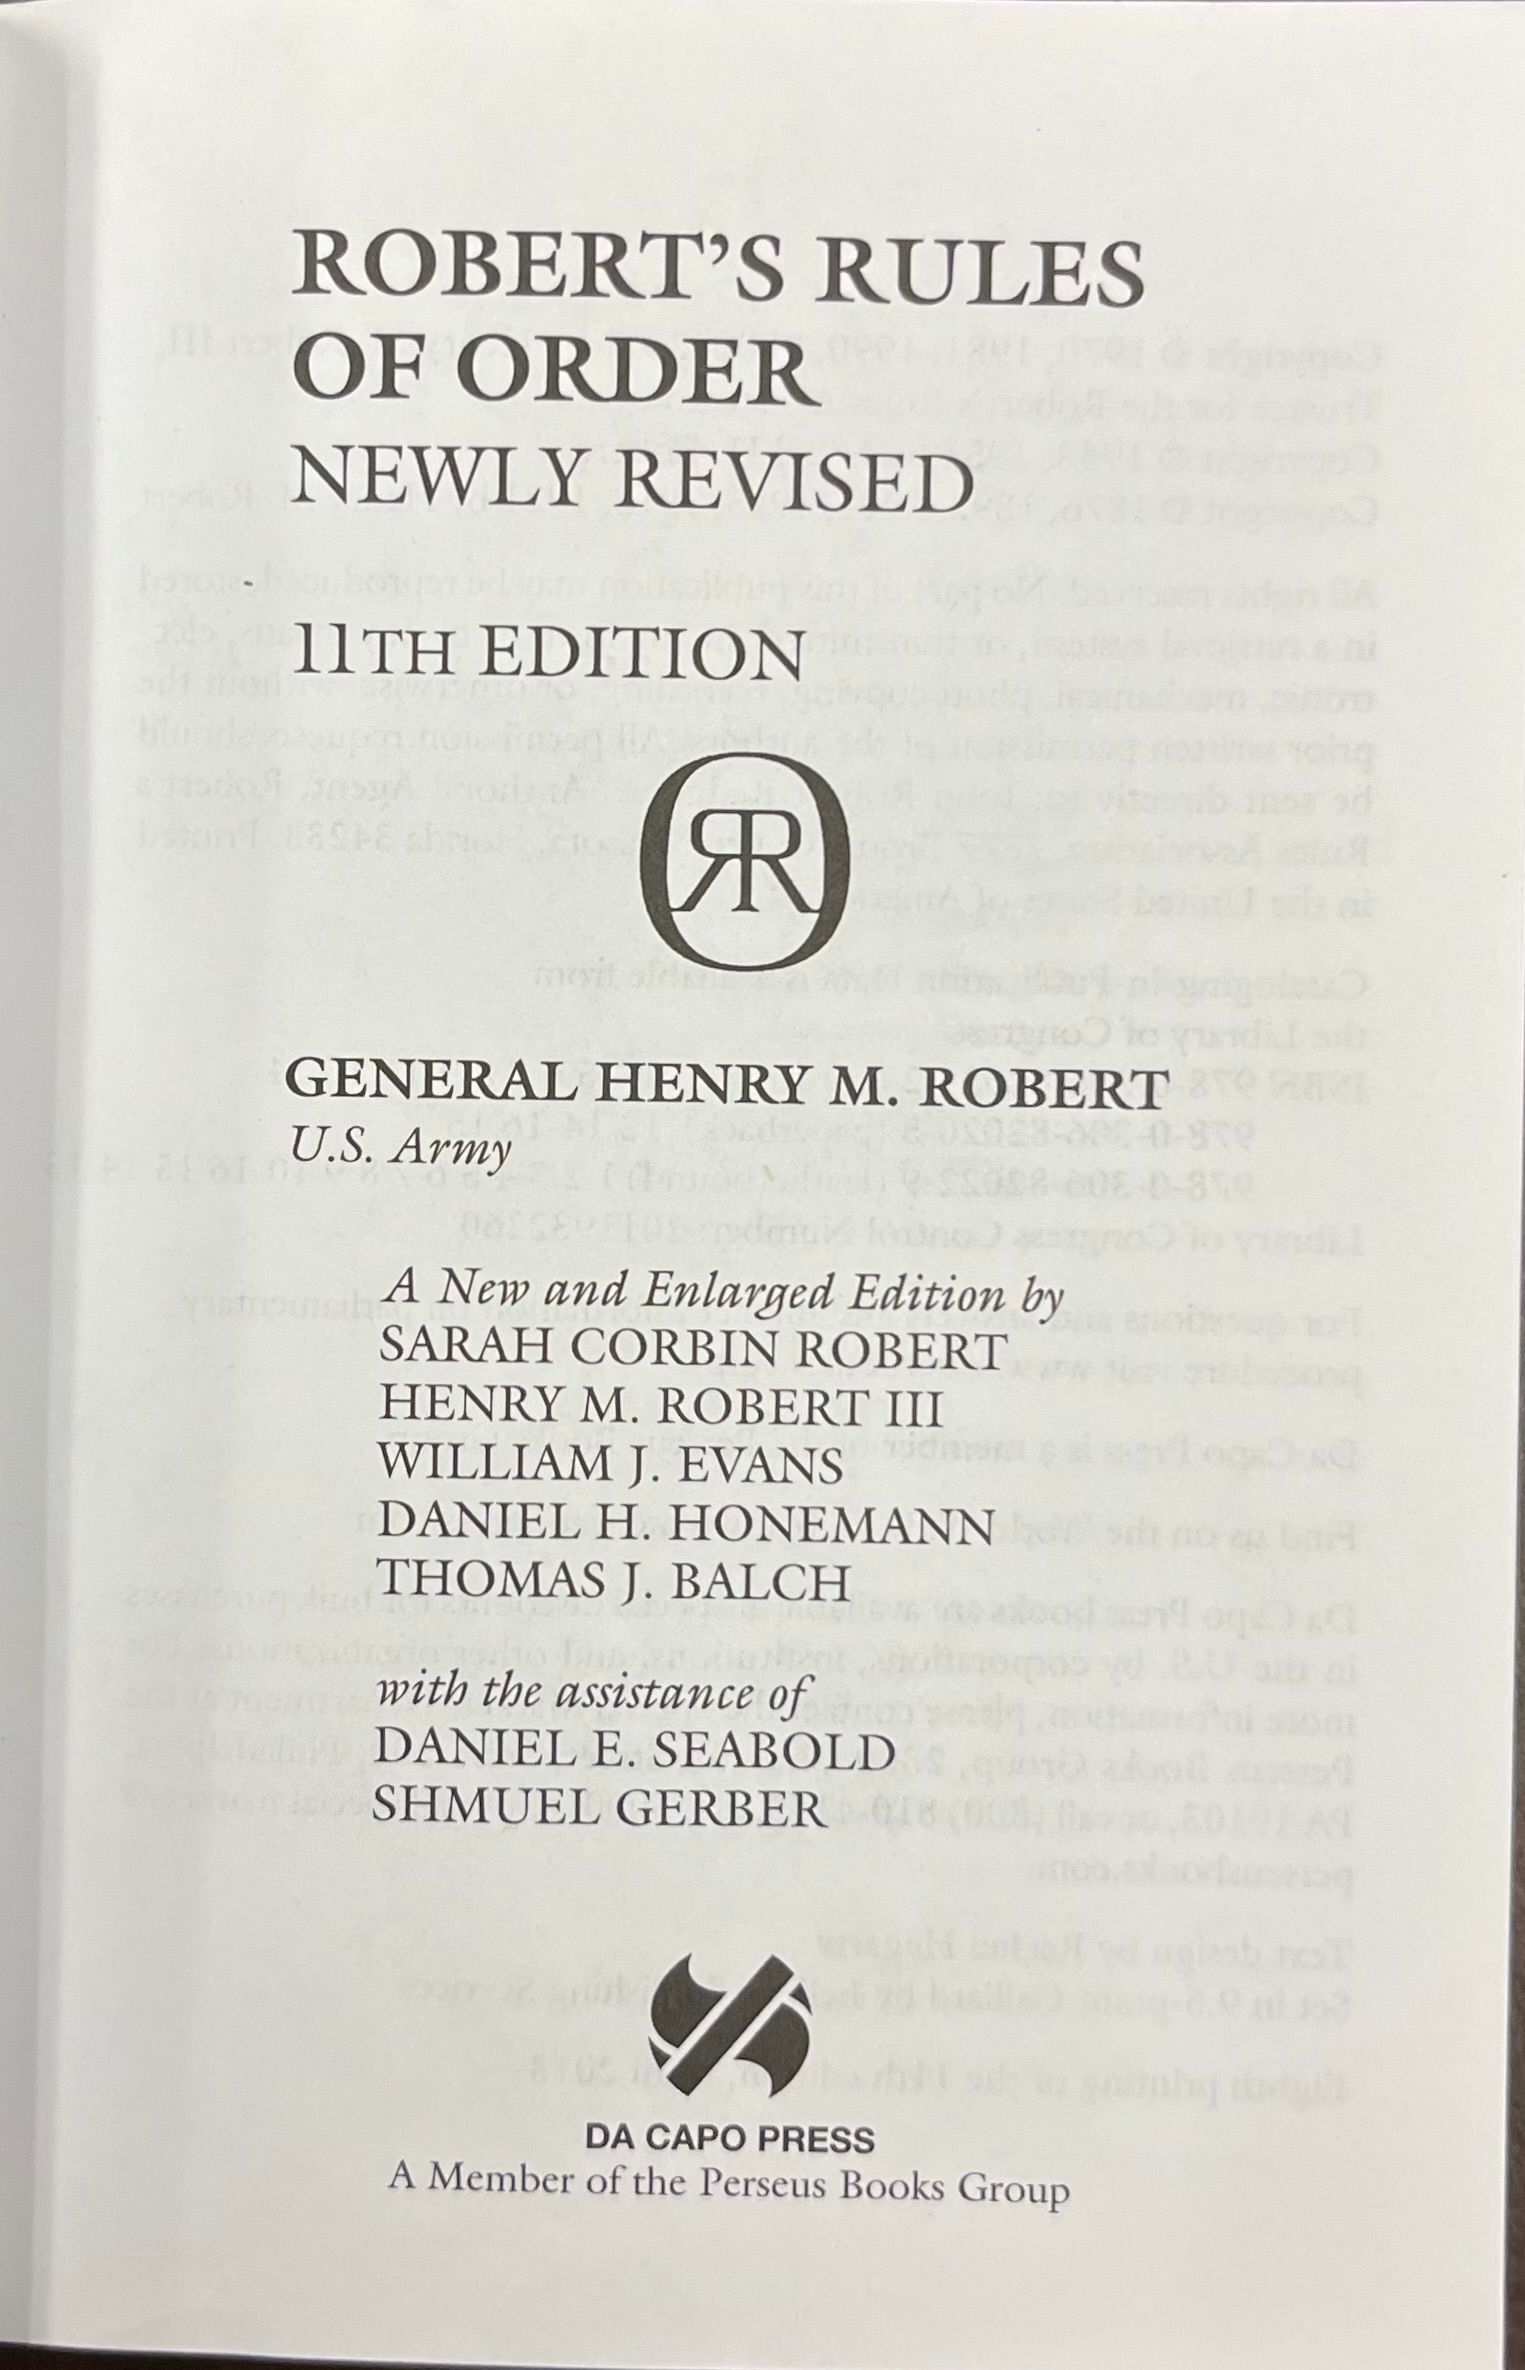 ROBERT'S RULES
OF ORDER
NEWLY REVISED
11TH EDITION
RR
GENERAL HENRY M. ROBERT
U.S. Army
A New and Enlarged Edition by
SARAH CORBIN ROBERT
HENRY M. ROBERT III
WILLIAM J. EVANS
DANIEL H. HONEMANN
THOMAS J. BALCH
with the assistance of
DANIEL E. SEABOLD
SHMUEL GERBER
DA CAPO PRESS
A Member of the Perseus Books Group